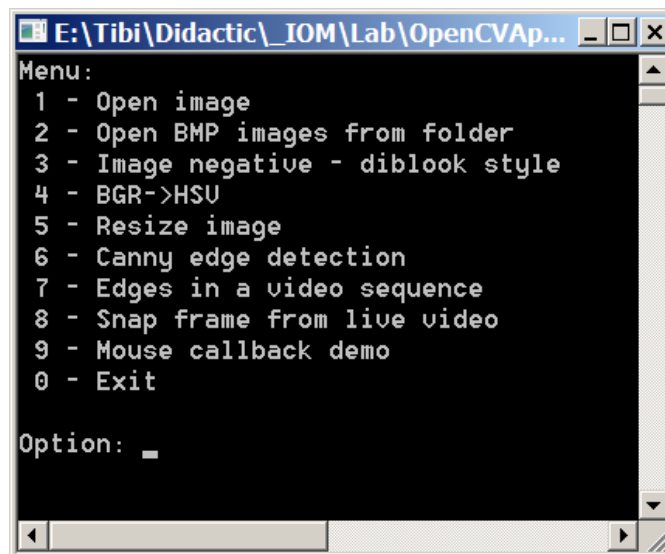 E:\Tibi\Didactic\_IOM\Lab\OpenCVAp...
Menu:
1 - Open image
2 - Open BMP images from folder
3 - Image negative - diblook style
4 - BGR->HSV
5 - Resize image
6 - Canny edge detection
7 - Edges in a video sequence
8 - Snap frame from live video
9 - Mouse callback demo
0 - Exit
Option: _